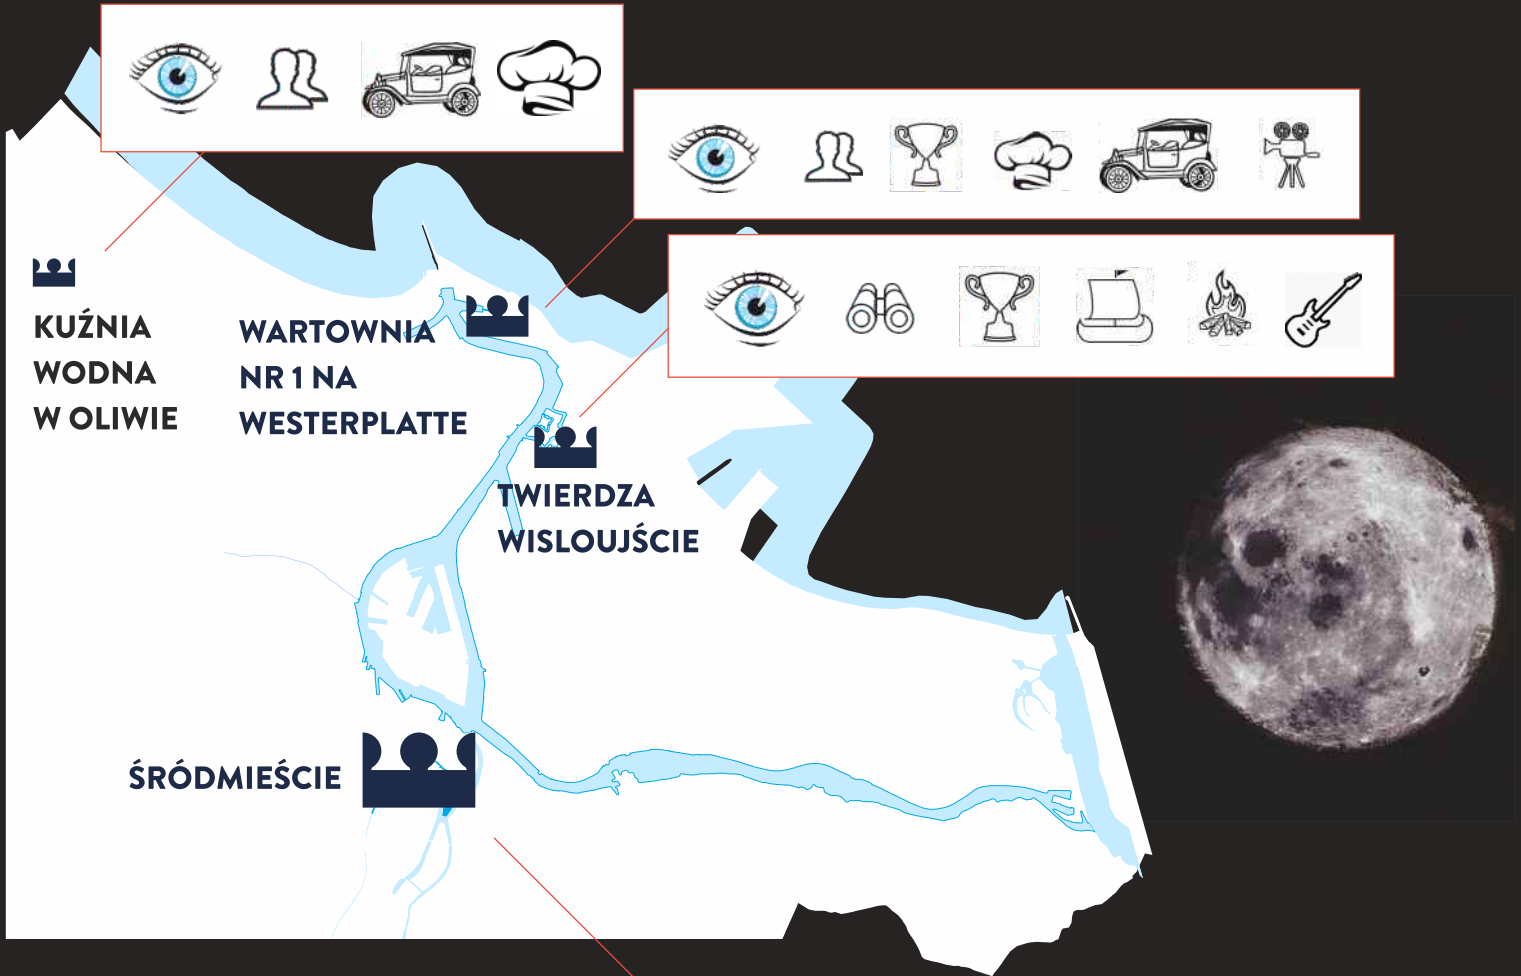 KUŹNIA
WODNA
W OLIWIE
WARTOWNIA
NR 1 NA
WESTERPLATTE
TWIERDZA
WISLOUJŚCIE
ŚRÓDMIEŚCIE